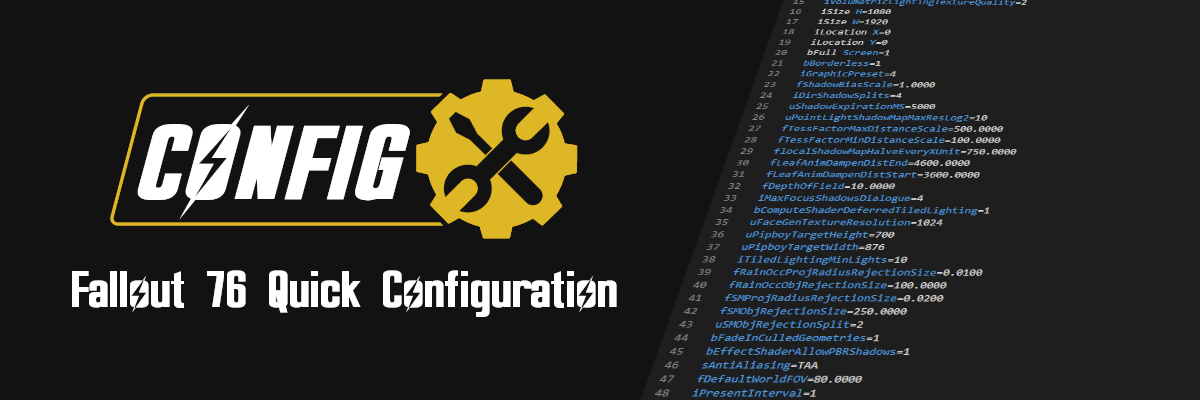 CONFIG
Fallout 76 Quick Configuration
15 iVolumetricLightingTextureQuality=2
16 iSize H=1080
17 iSize W=1920
18 iLocation X=0
19 iLocation Y=0
20 bFull Screen=1
21 bBorderless=1
22 iGraphicPreset=4
23 fShadowBiasScale=1.0000
24 iDirShadowSplits=4
25 uShadowExpirationMS=5000
26 uPointLightShadowMapMaxResLog2=10
27 fTessFactorMaxDistanceScale=500.0000
28 fTessFactorMinDistanceScale=100.0000
29 flocalShadowMapHalveEveryXUnit=750.0000
30 fLeafAnimDampenDistEnd=4600.0000
31 fLeafAnimDampenDistStart=3600.0000
32 fDepthOfField=10.0000
33 iMaxFocusShadowsDialogue=4
34 bComputeShaderDeferredTiledLighting=1
35 uFaceGenTextureResolution=1024
36 uPipboyTargetHeight=700
37 uPipboyTargetWidth=876
38 iTiledLightingMinLights=10
39 fRainOccProjRadiusRejectionSize=0.0100
40 fRainOccObjRejectionSize=100.0000
41 fSMProjRadiusRejectionSize=0.0200
42 fSMObjRejectionSize=250.0000
43 uSMObjRejectionSplit=2
44 bFadeInCulledGeometries=1
45 bEffectShaderAllowPBRShadows=1
46 sAntiAliasing=TAA
47 fDefaultWorldFOV=80.0000
48 iPresentInterval=1